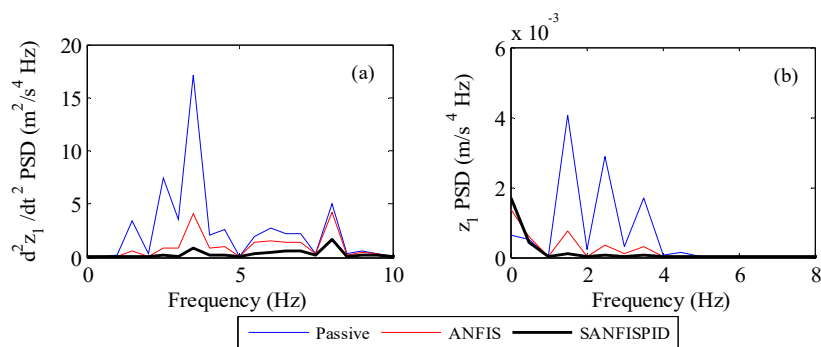 x 10⁻³
20
15
10
5
0
d²z₁/dt² PSD (m²/s⁴ Hz)
(a)
0 5 10
Frequency (Hz)
6
4
2
0
z₁ PSD (m/s⁴ Hz)
(b)
0 2 4 6 8
Frequency (Hz)
Passive ANFIS SANFISPID